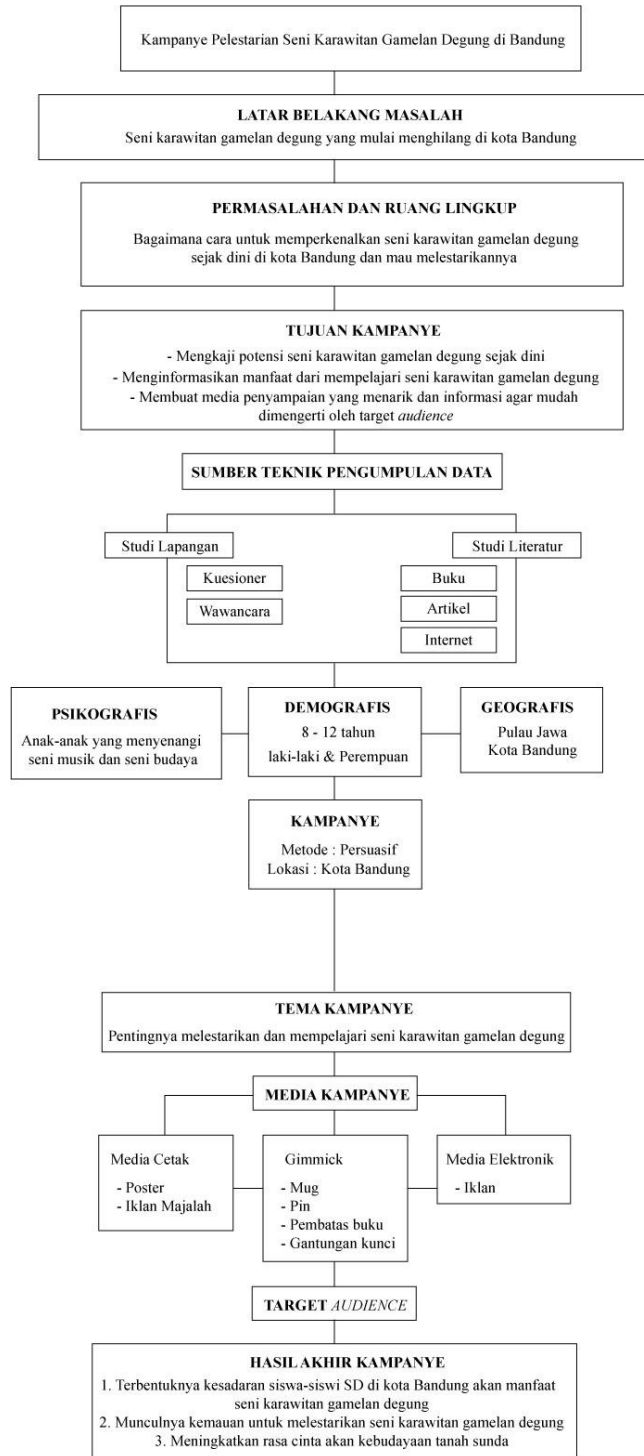 Kampanye Pelestarian Seni Karawitan Gamelan Degung di Bandung
LATAR BELAKANG MASALAH
Seni karawitan gamelan degung yang mulai menghilang di kota Bandung
PERMASALAHAN DAN RUANG LINGKUP
Bagaimana cara untuk memperkenalkan seni karawitan gamelan degung
sejak dini di kota Bandung dan mau melestarikannya
TUJUAN KAMPANYE
- Mengkaji potensi seni karawitan gamelan degung sejak dini
- Menginformasikan manfaat dari mempelajari seni karawitan gamelan degung
- Membuat media penyampaian yang menarik dan informasi agar mudah
dimengerti oleh target audience
SUMBER TEKNIK PENGUMPULAN DATA
Studi Lapangan
Kuesioner
Wawancara
Studi Literatur
Buku
Artikel
Internet
PSIKOGRAFIS
Anak-anak yang menyenangi
seni musik dan seni budaya
DEMOGRAFIS
8 - 12 tahun
laki-laki & Perempuan
GEOGRAFIS
Pulau Jawa
Kota Bandung
KAMPANYE
Metode : Persuasif
Lokasi : Kota Bandung
TEMA KAMPANYE
Pentingnya melestarikan dan mempelajari seni karawitan gamelan degung
MEDIA KAMPANYE
Media Cetak
- Poster
- Iklan Majalah
Gimmick
- Mug
- Pin
- Pembatas buku
- Gantungan kunci
Media Elektronik
- Iklan
TARGET AUDIENCE
HASIL AKHIR KAMPANYE
1. Terbentuknya kesadaran siswa-siswi SD di kota Bandung akan manfaat
seni karawitan gamelan degung
2. Munculnya kemauan untuk melestarikan seni karawitan gamelan degung
3. Meningkatkan rasa cinta akan kebudayaan tanah sunda